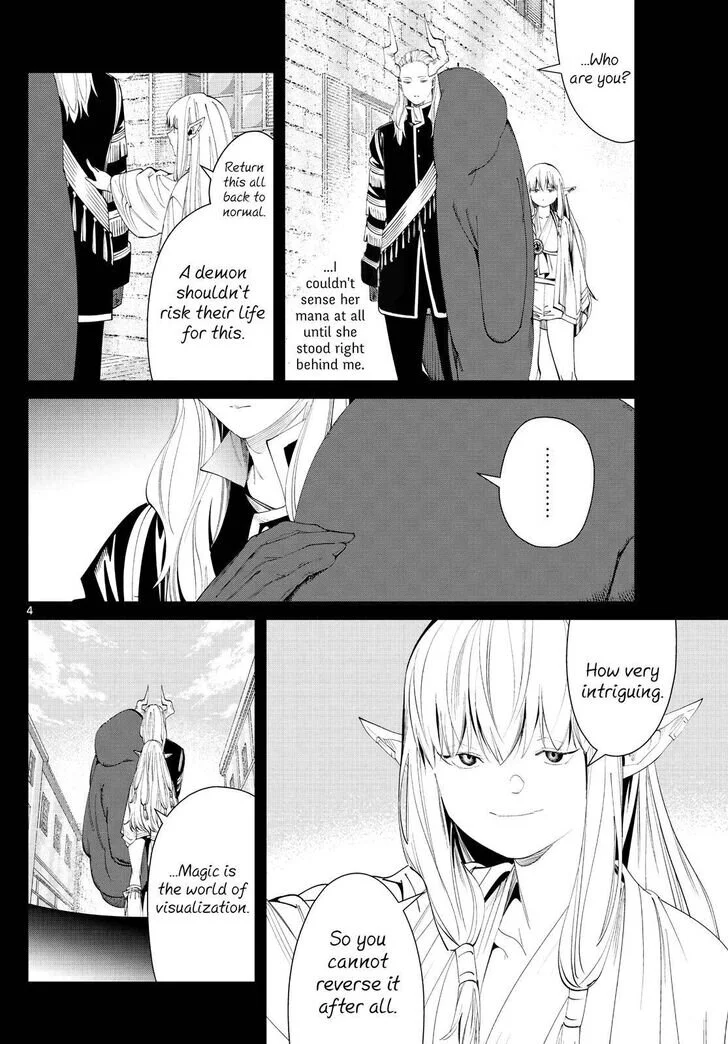 ...Who
are you?
...I
couldn't
sense her
mana at all
until she
stood right
behind me.
Return
this all
back to
normal.
A demon
shouldn't
risk their life
for this.
.........
4
How very
intriguing.
So you
cannot
reverse it
after all.
...Magic is
the world of
visualization.